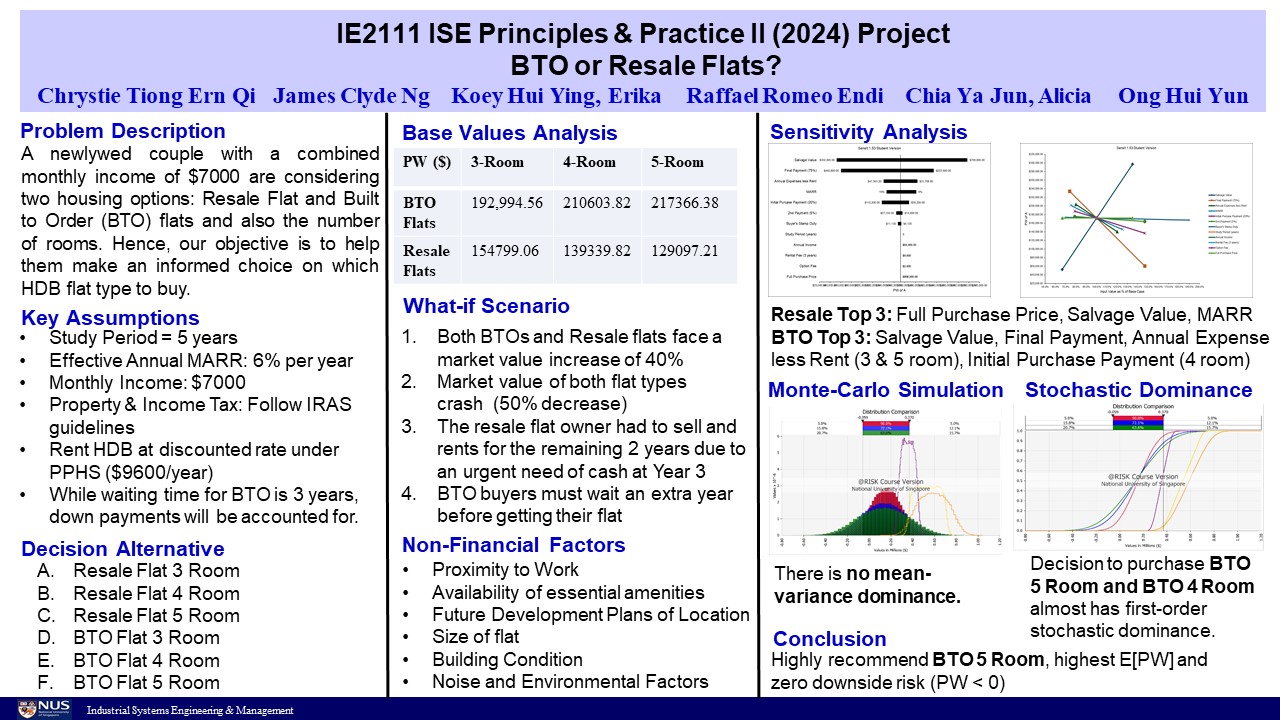 IE2111 ISE Principles & Practice II (2024) Project
BTO or Resale Flats?
Chrystie Tiong Ern Qi James Clyde Ng Koey Hui Ying, Erika Raffael Romeo Endi Chia Ya Jun, Alicia Ong Hui Yun
Problem Description
A newlywed couple with a combined
monthly income of $7000 are considering
two housing options: Resale Flat and Built
to Order (BTO) flats and also the number
of rooms. Hence, our objective is to help
them make an informed choice on which
HDB flat type to buy.
Key Assumptions
• Study Period = 5 years
• Effective Annual MARR: 6% per year
• Monthly Income: $7000
• Property & Income Tax: Follow IRAS
guidelines
• Rent HDB at discounted rate under
PPHS ($9600/year)
• While waiting time for BTO is 3 years,
down payments will be accounted for.
Decision Alternative
A. Resale Flat 3 Room
B. Resale Flat 4 Room
C. Resale Flat 5 Room
D. BTO Flat 3 Room
E. BTO Flat 4 Room
F. BTO Flat 5 Room
Base Values Analysis
PW ($) 3-Room 4-Room 5-Room
BTO Flats 192,994.56 210603.82 217366.38
Resale Flats 154753.06 139339.82 129097.21
What-if Scenario
1. Both BTOs and Resale flats face a
market value increase of 40%
2. Market value of both flat types
crash (50% decrease)
3. The resale flat owner had to sell and
rents for the remaining 2 years due to
an urgent need of cash at Year 3
4. BTO buyers must wait an extra year
before getting their flat
Non-Financial Factors
• Proximity to Work
• Availability of essential amenities
• Future Development Plans of Location
• Size of flat
• Building Condition
• Noise and Environmental Factors
Sensitivity Analysis
Salvage Value
Final Payment (75%)
Annual Expenses less Rent
MARR
Initial Purcase Payment (20%)
2nd Payment (5%)
Buyer's Stamp Duty
Study Period (years)
Annual Income
Rental Fee (3 years)
Option Fee
Full Purchase Price
Resale Top 3: Full Purchase Price, Salvage Value, MARR
BTO Top 3: Salvage Value, Final Payment, Annual Expense
less Rent (3 & 5 room), Initial Purchase Payment (4 room)
Monte-Carlo Simulation
Distribution Comparison
@RISK Course Version
National University of Singapore
Values in Millions ($)
There is no mean-
variance dominance.
Stochastic Dominance
Distribution Comparison
@RISK Course Version
National University of Singapore
Values in Millions ($)
Decision to purchase BTO
5 Room and BTO 4 Room
almost has first-order
stochastic dominance.
Conclusion
Highly recommend BTO 5 Room, highest E[PW] and
zero downside risk (PW < 0)
NUS
National University
of Singapore
Industrial Systems Engineering & Management